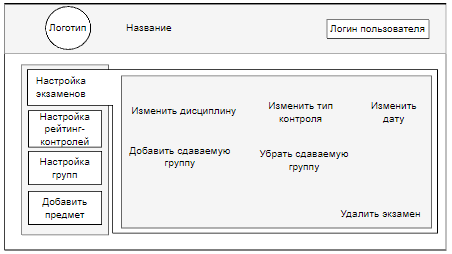 Логотип
Название
Логин пользователя
Настройка
экзаменов
Настройка
рейтинг-
контролей
Настройка
групп
Добавить
предмет
Изменить дисциплину
Изменить тип
контроля
Изменить
дату
Добавить сдаваемую
группу
Убрать сдаваемую
группу
Удалить экзамен